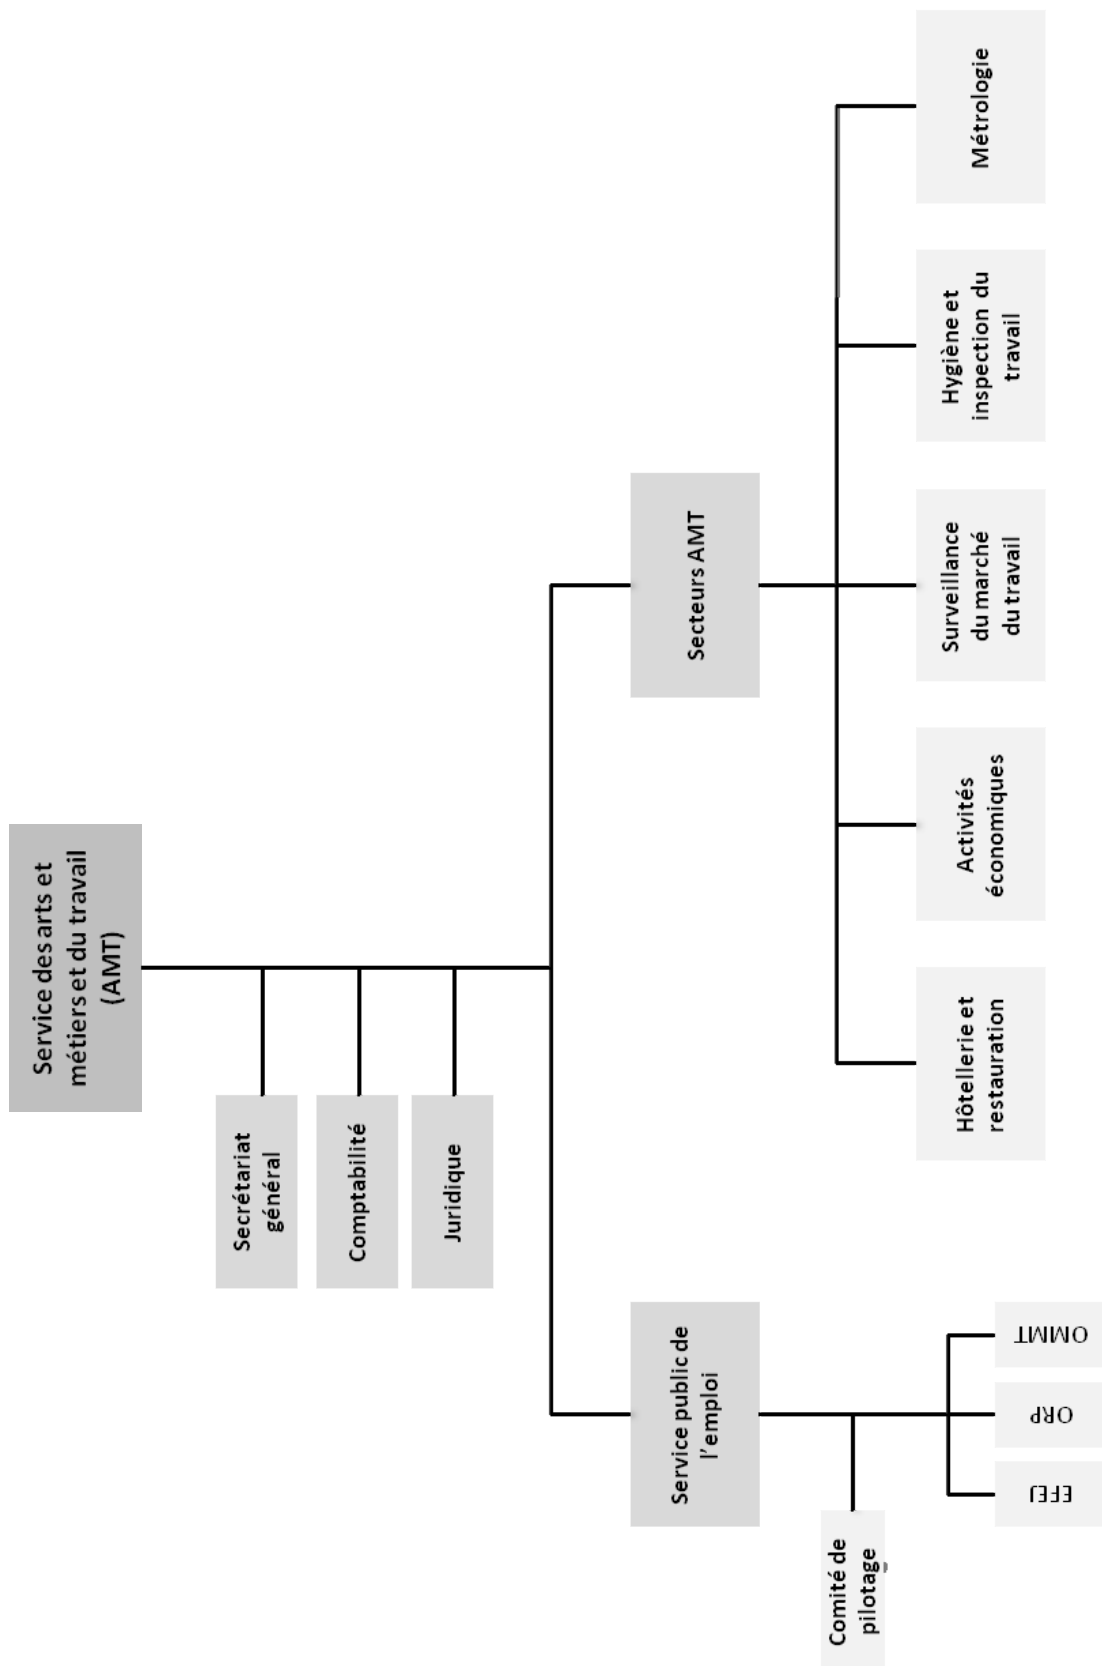 Service des arts et
métiers et du travail
(AMT)
Secrétariat
général
Comptabilité
Juridique
Service public de
l'emploi
Secteurs AMT
Comité de
pilotage
EFEJ
ORP
OMMT
Hôtellerie et
restauration
Activités
économiques
Surveillance
du marché
du travail
Hygiène et
inspection du
travail
Métrologie